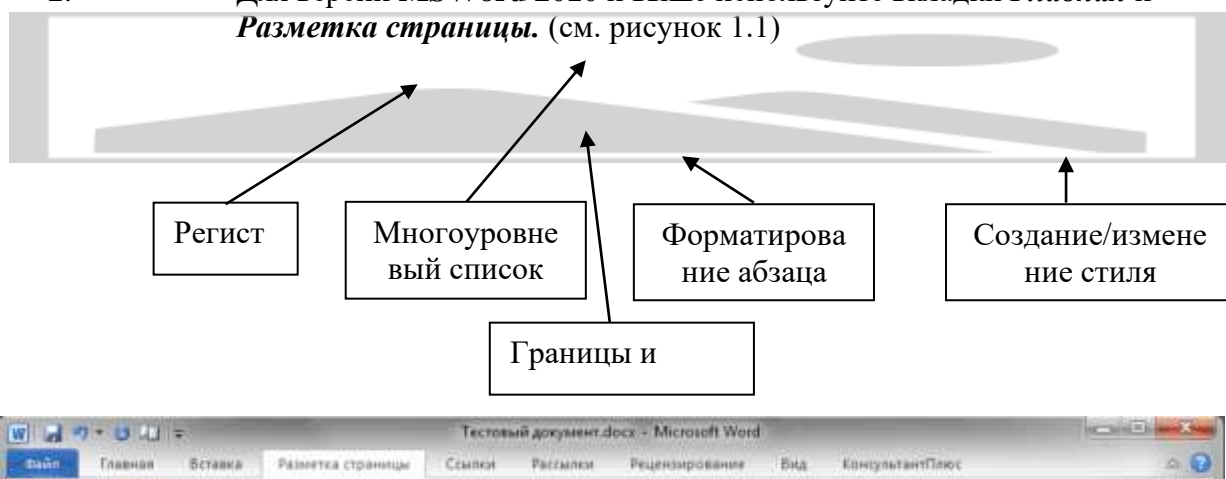 Разметка страницы. (см. рисунок 1.1)
Регист
Многоуровне
вый список
Форматирова
ние абзаца
Создание/измене
ние стиля
Границы и
Тестовый документ.docx - Microsoft Word
Файл Главная Вставка Разметка страницы Ссылки Рассылки Рецензирование Вид КонсультантПлюс